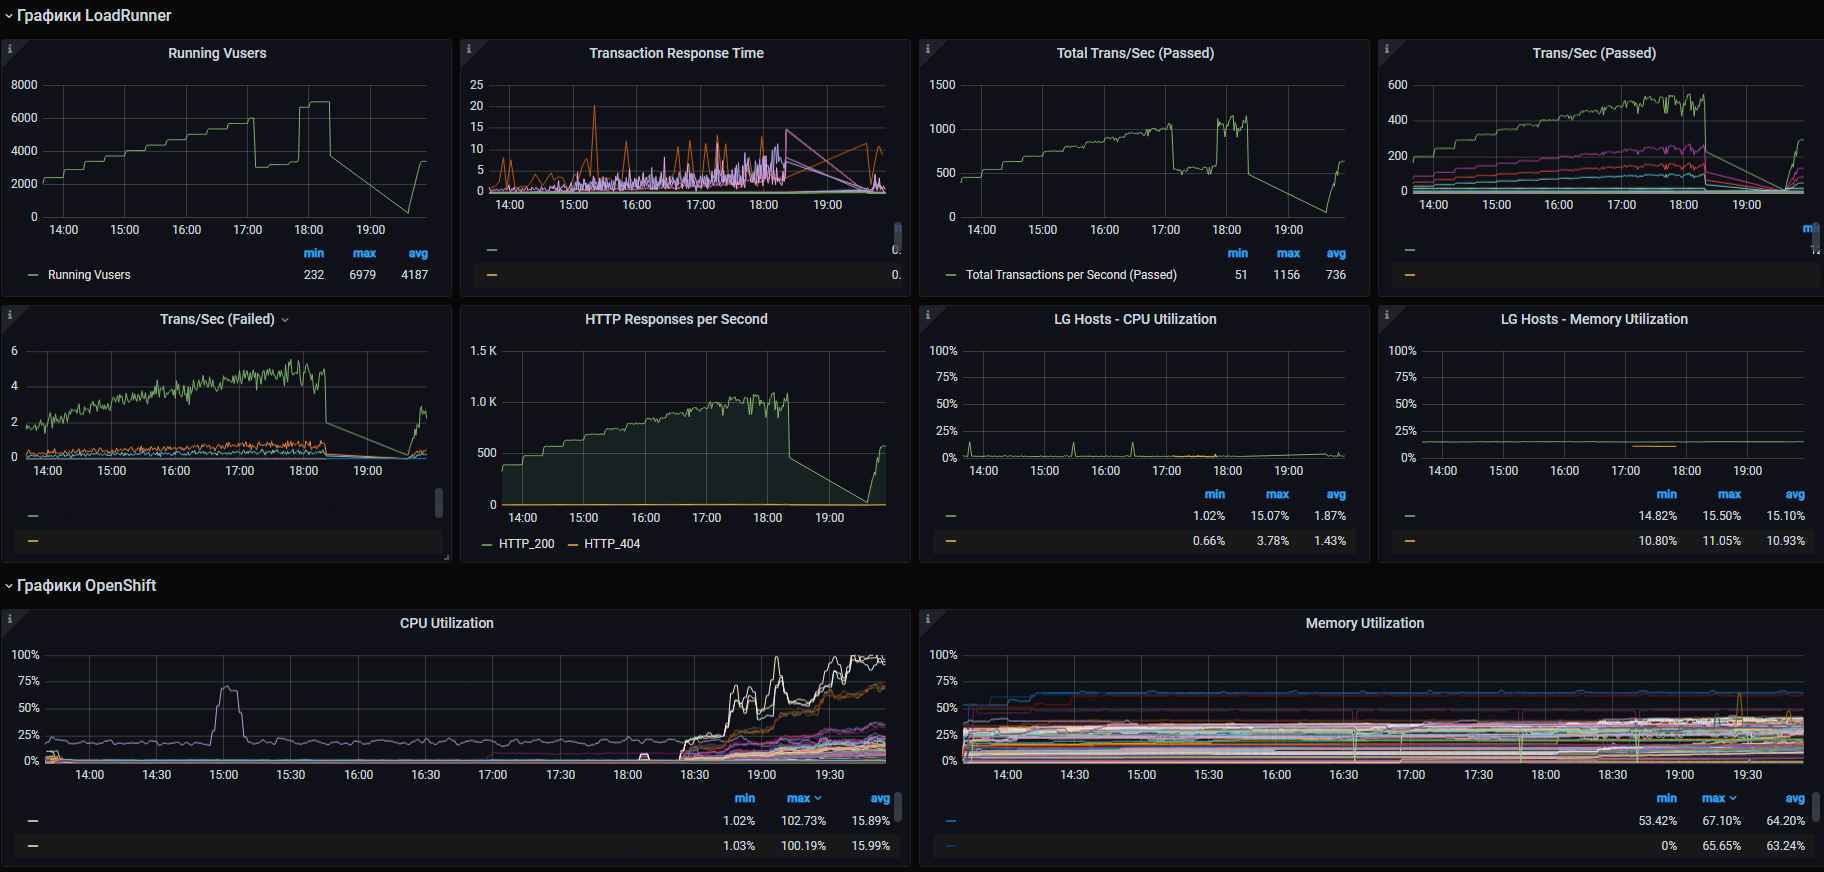 Графики LoadRunner
Running Vusers
8000
6000
4000
2000
0
14:00 15:00 16:00 17:00 18:00 19:00
min max avg
Running Vusers 232 6979 4187
Transaction Response Time
25
20
15
10
5
0
14:00 15:00 16:00 17:00 18:00 19:00
0.
0.
Total Trans/Sec (Passed)
1500
1000
500
0
14:00 15:00 16:00 17:00 18:00 19:00
min max avg
Total Transactions per Second (Passed) 51 1156 736
Trans/Sec (Passed)
600
400
200
0
14:00 15:00 16:00 17:00 18:00 19:00
Trans/Sec (Failed)
6
4
2
0
14:00 15:00 16:00 17:00 18:00 19:00
HTTP Responses per Second
1.5 K
1.0 K
500
0
14:00 15:00 16:00 17:00 18:00 19:00
HTTP_200 HTTP_404
LG Hosts - CPU Utilization
100%
75%
50%
25%
0%
14:00 15:00 16:00 17:00 18:00 19:00
min max avg
1.02% 15.07% 1.87%
0.66% 3.78% 1.43%
LG Hosts - Memory Utilization
100%
75%
50%
25%
0%
14:00 15:00 16:00 17:00 18:00 19:00
min max avg
14.82% 15.50% 15.10%
10.80% 11.05% 10.93%
Графики OpenShift
CPU Utilization
100%
75%
50%
25%
0%
14:00 14:30 15:00 15:30 16:00 16:30 17:00 17:30 18:00 18:30 19:00 19:30
min max avg
1.02% 102.73% 15.89%
1.03% 100.19% 15.99%
Memory Utilization
100%
75%
50%
25%
0%
14:00 14:30 15:00 15:30 16:00 16:30 17:00 17:30 18:00 18:30 19:00 19:30
min max avg
53.42% 67.10% 64.20%
0% 65.65% 63.24%